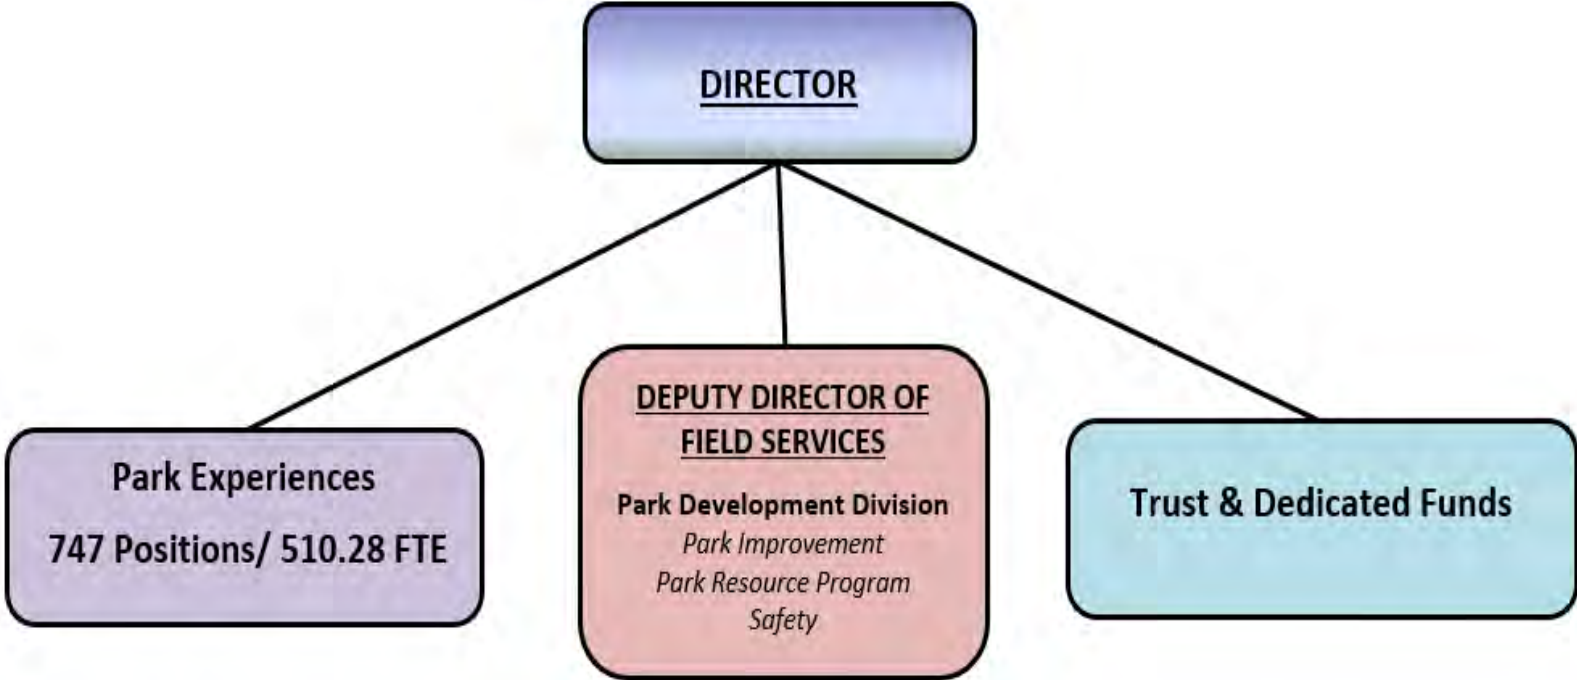 DIRECTOR
Park Experiences
747 Positions/ 510.28 FTE
DEPUTY DIRECTOR OF
FIELD SERVICES
Park Development Division
Park Improvement
Park Resource Program
Safety
Trust & Dedicated Funds